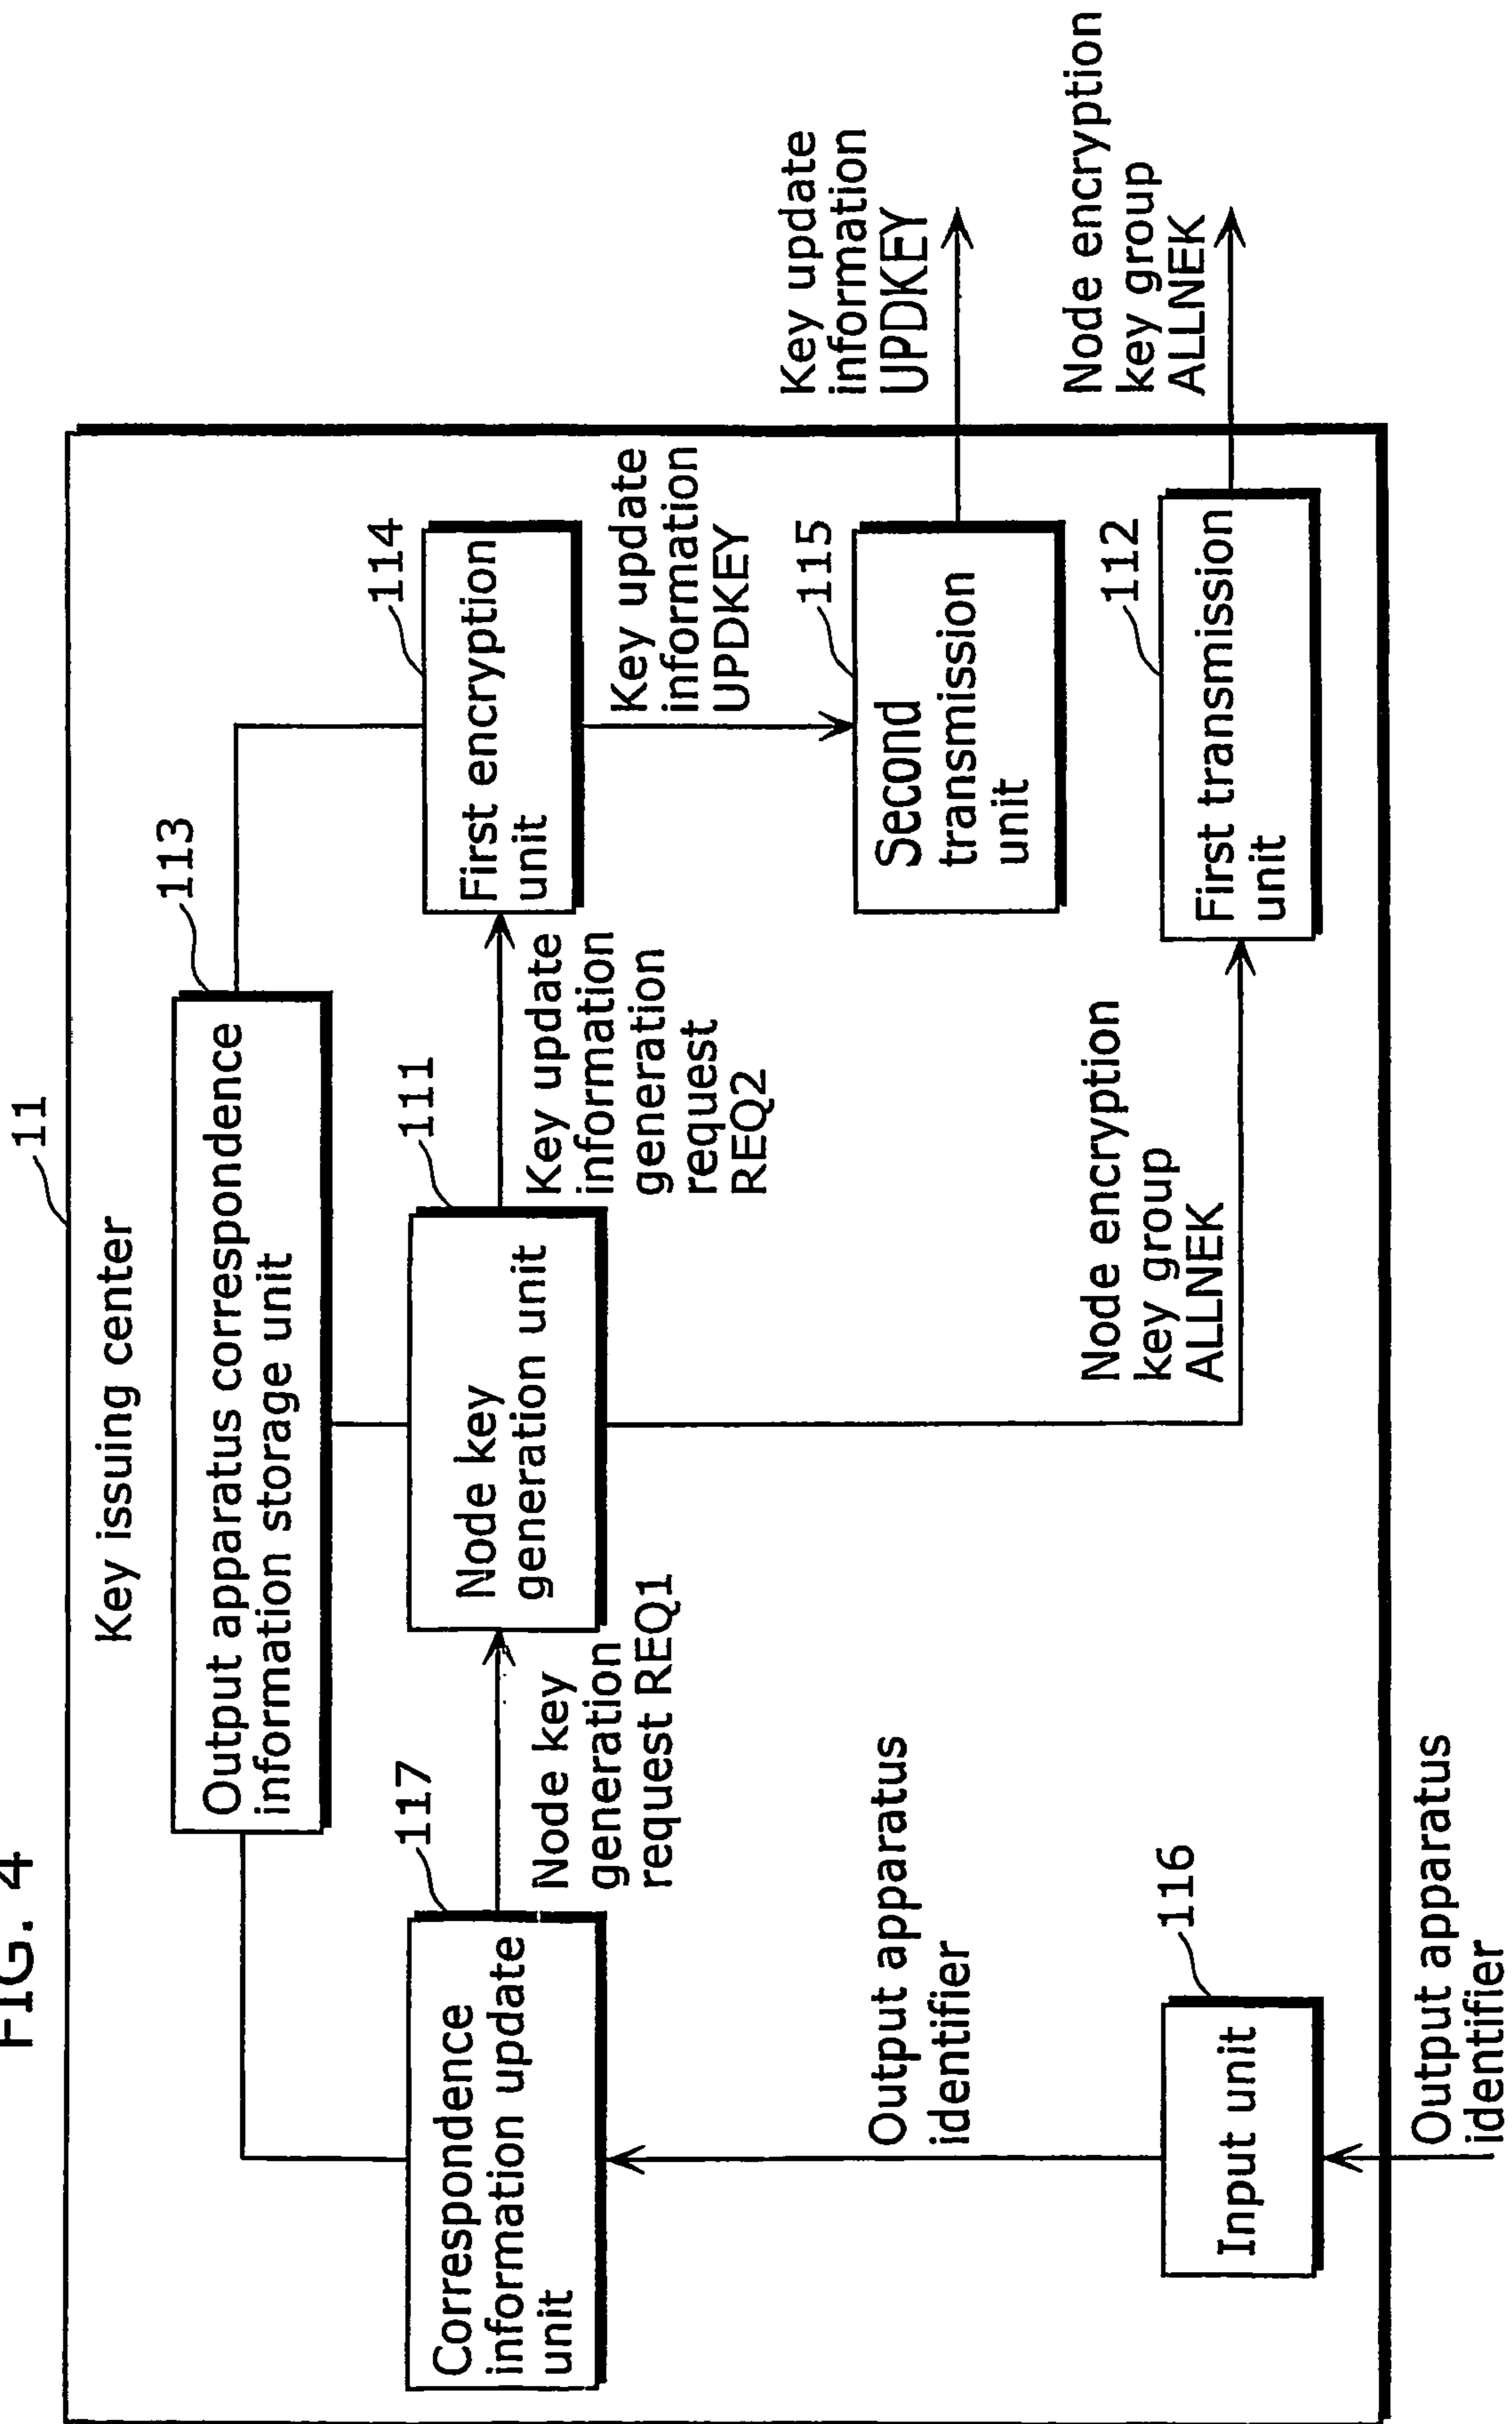 FIG. 4
11
Key issuing center
113
Output apparatus correspondence
information storage unit
117
Correspondence
information update
unit
Node key
generation
request REQ1
111
Node key
generation unit
Key update
information
generation
request
REQ2
114
First encryption
unit
Key update
information
UPDKEY
115
Second
transmission
unit
Key update
information
UPDKEY
Output apparatus
identifier
116
Input unit
Output apparatus
identifier
Node encryption
key group
ALLNEK
112
First transmission
unit
Node encryption
key group
ALLNEK